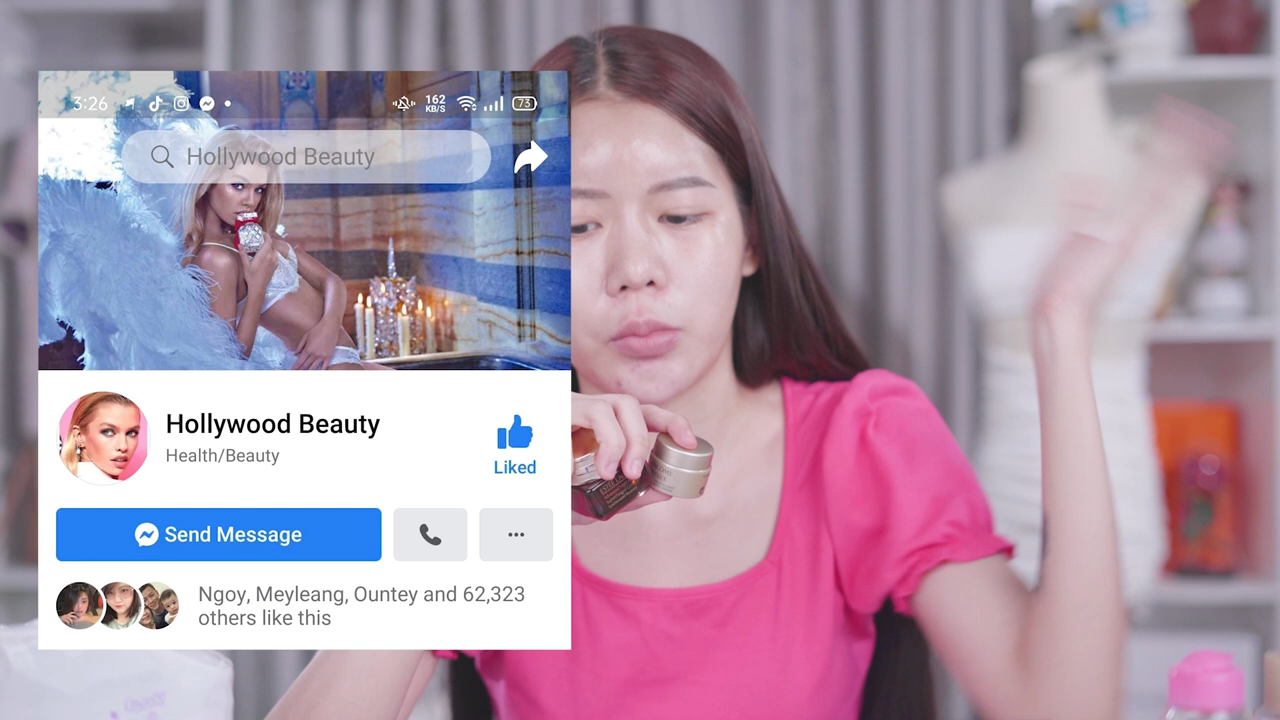 3:26
162
KB/S
73
Hollywood Beauty
Hollywood Beauty
Health/Beauty
Liked
Send Message
Ngoy, Meyleang, Ountey and 62,323
others like this